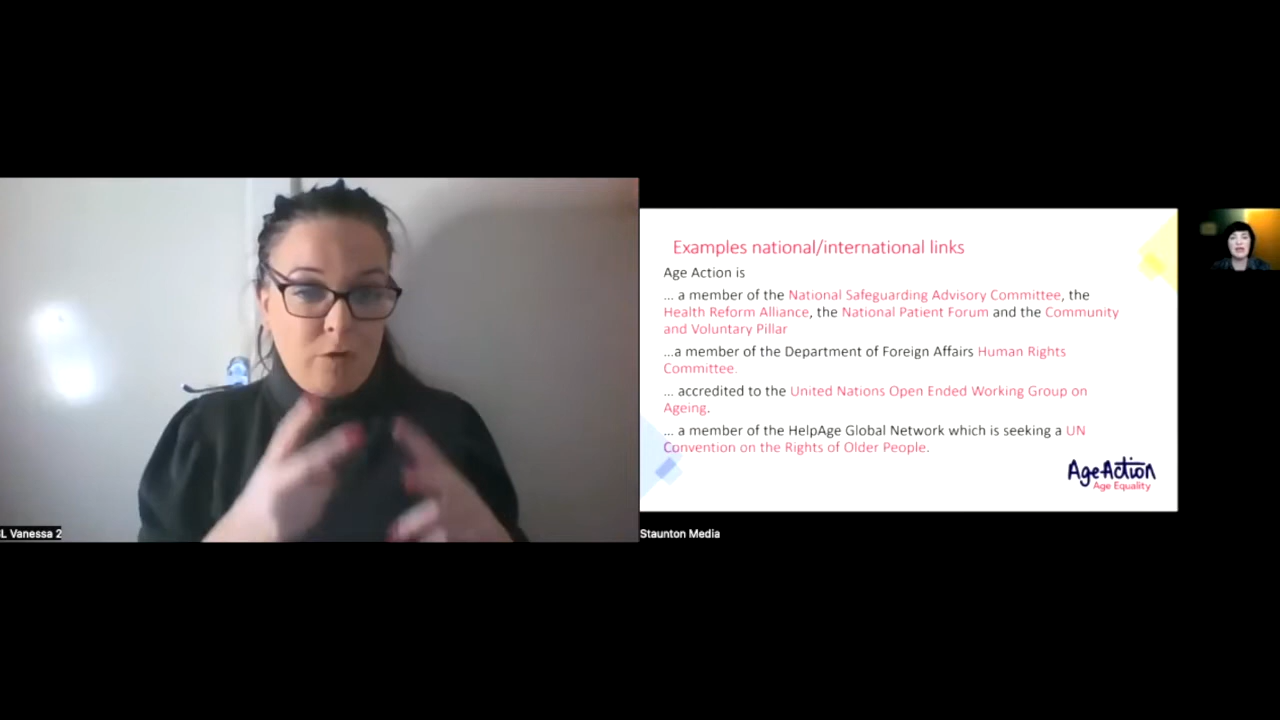 Examples national/international links
Age Action is
... a member of the National Safeguarding Advisory Committee, the
Health Reform Alliance, the National Patient Forum and the Community
and Voluntary Pillar
...a member of the Department of Foreign Affairs Human Rights
Committee.
... accredited to the United Nations Open Ended Working Group on
Ageing.
... a member of the HelpAge Global Network which is seeking a UN
Convention on the Rights of Older People.
Age Action
Age Equality
L Vanessa 2
Staunton Media